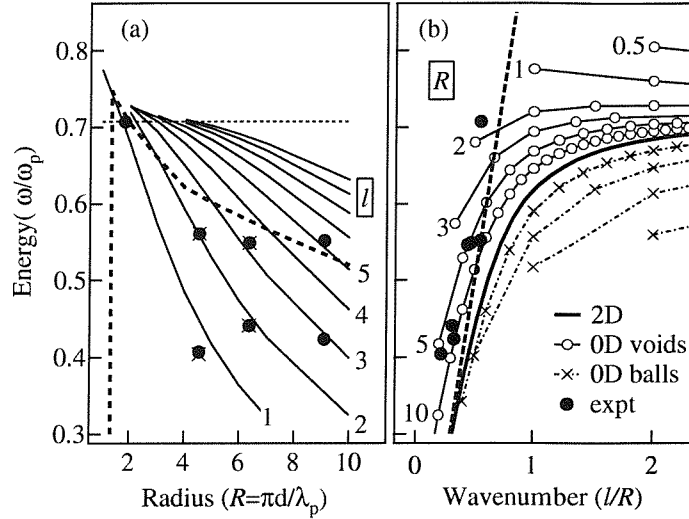 (a)
(b)
0.8
0.7
0.6
0.5
0.4
0.3
Energy( ω/ωp)
2
4
6
8
10
Radius (R=πd/λp)
l
5
4
3
2
1
0.5
1
R
2
3
5
10
2D
0D voids
0D balls
expt
0
1
2
Wavenumber (l/R)